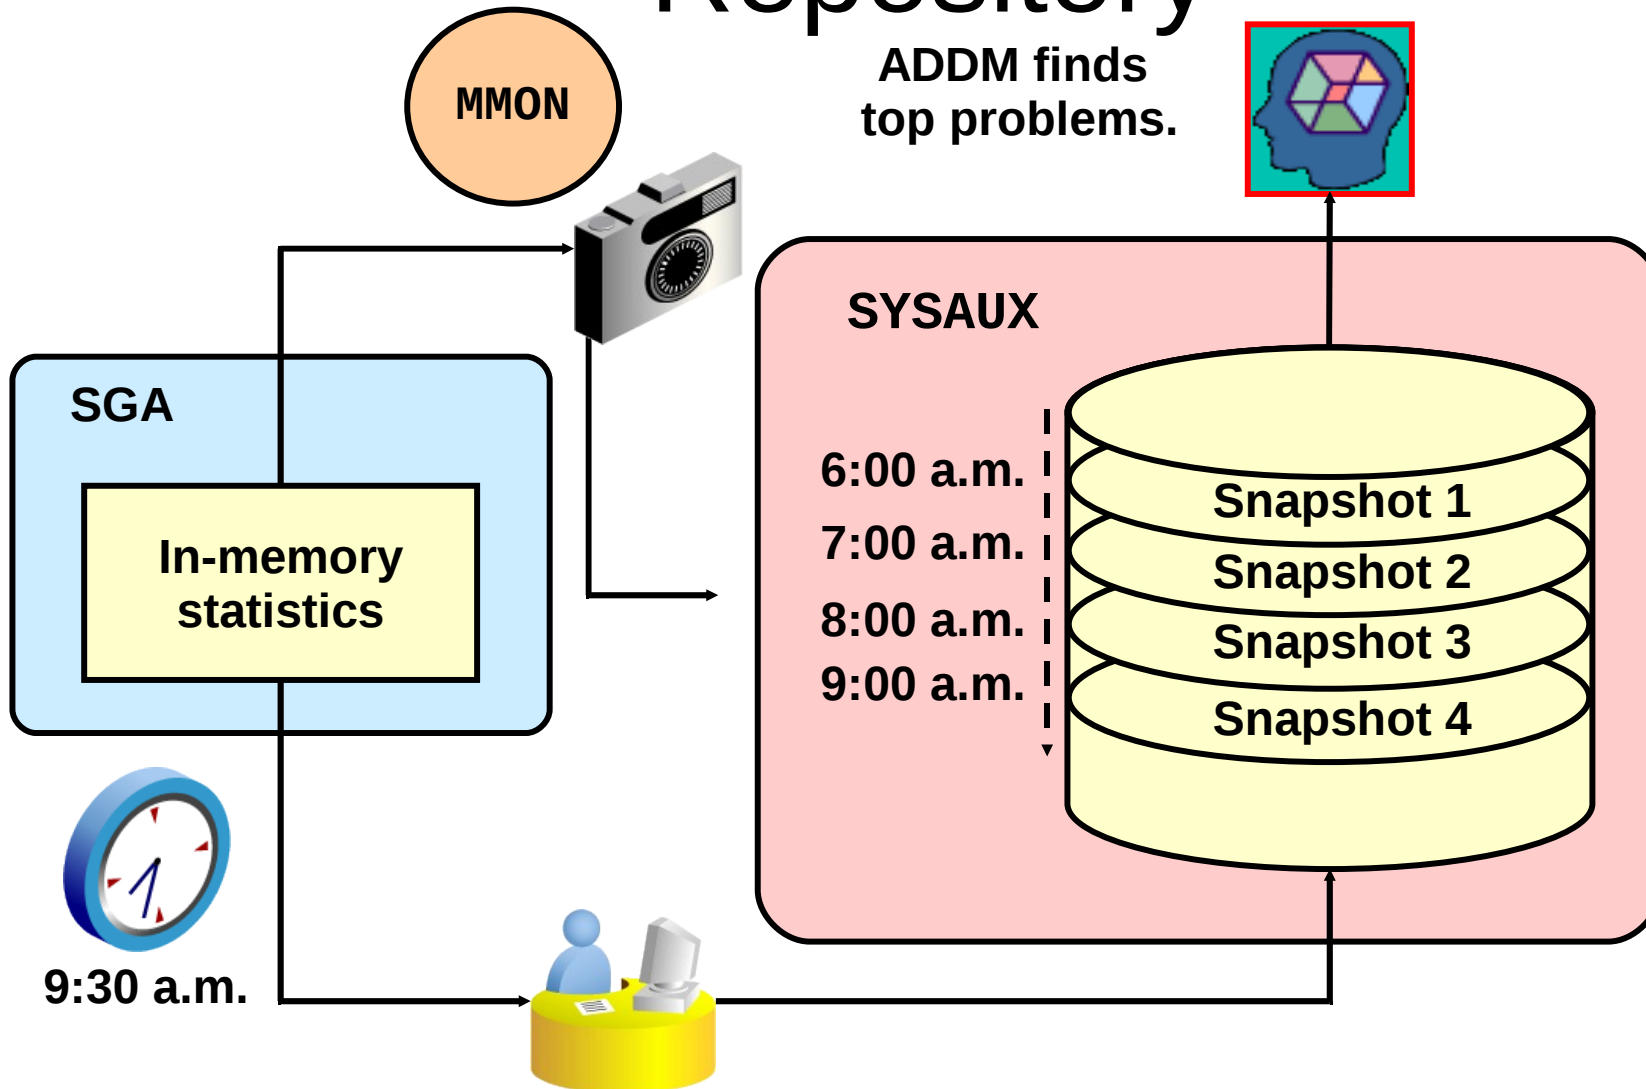 Repository
MMON
ADDM finds
top problems.
SYSAUX
SGA
6:00 a.m.
7:00 a.m.
8:00 a.m.
9:00 a.m.
Snapshot 1
Snapshot 2
Snapshot 3
Snapshot 4
In-memory
statistics
9:30 a.m.